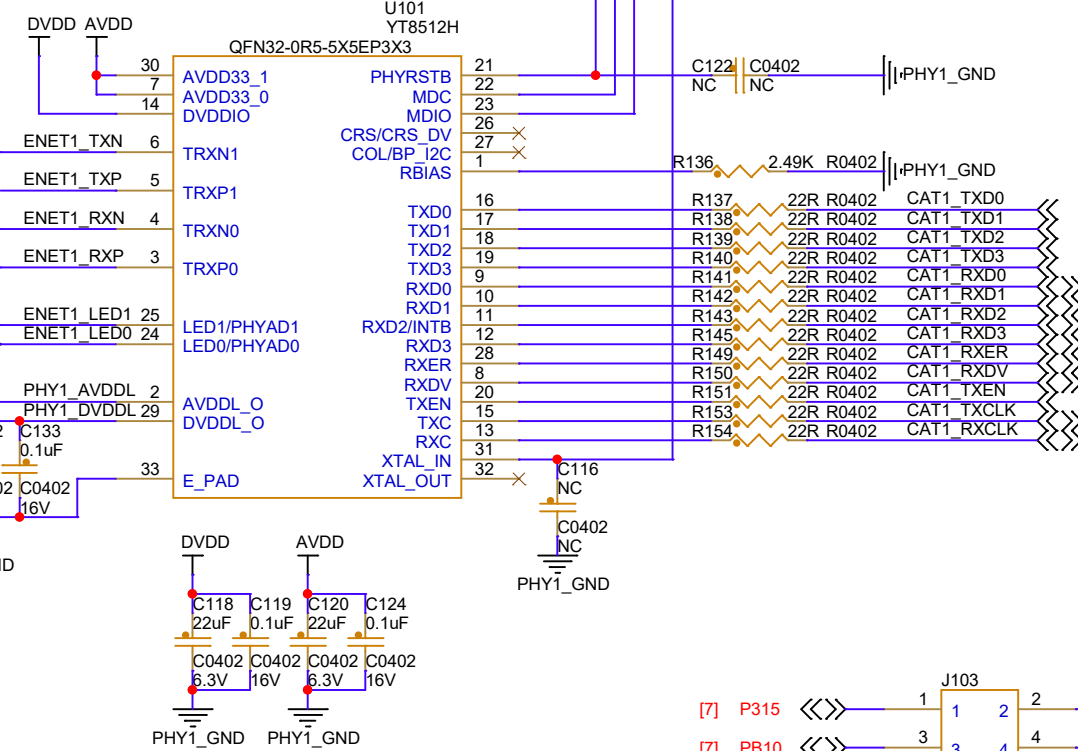 U101
YT8512H
DVDD AVDD
QFN32-0R5-5X5EP3X3
30 AVDD33_1 PHYRSTB 21 C122 C0402 PHY1_GND
NC NC
7 AVDD33_0 MDC 22
14 DVDDIO MDIO 23
CRS/CRS_DV 26
ENET1_TXN 6 TRXN1 COL/BP_I2C 27
RBIAS 1 R136 2.49K R0402 PHY1_GND
ENET1_TXP 5 TRXP1
TXD0 16 R137 22R R0402 CAT1_TXD0
ENET1_RXN 4 TRXN0 TXD1 17 R138 22R R0402 CAT1_TXD1
TXD2 18 R139 22R R0402 CAT1_TXD2
ENET1_RXP 3 TRXP0 TXD3 19 R140 22R R0402 CAT1_TXD3
RXD0 9 R141 22R R0402 CAT1_RXD0
RXD1 10 R142 22R R0402 CAT1_RXD1
ENET1_LED1 25 LED1/PHYAD1 RXD2/INTB 11 R143 22R R0402 CAT1_RXD2
ENET1_LED0 24 LED0/PHYAD0 RXD3 12 R145 22R R0402 CAT1_RXD3
RXER 28 R149 22R R0402 CAT1_RXER
RXDV 8 R150 22R R0402 CAT1_RXDV
PHY1_AVDDL 2 AVDDL_O TXEN 20 R151 22R R0402 CAT1_TXEN
PHY1_DVDDL 29 DVDDL_O TXC 15 R153 22R R0402 CAT1_TXCLK
2 C133 RXC 13 R154 22R R0402 CAT1_RXCLK
0.1uF
XTAL_IN 31
33 E_PAD XTAL_OUT 32 C116
02 C0402 NC
16V
C0402
NC
PHY1_GND
ID
DVDD AVDD
C118 C119 C120 C124
22uF 0.1uF 22uF 0.1uF
C0402 C0402 C0402 C0402
6.3V 16V 6.3V 16V
PHY1_GND PHY1_GND
J103
[7] P315 1 1 2 2
[7] PB10 3 3 4 4